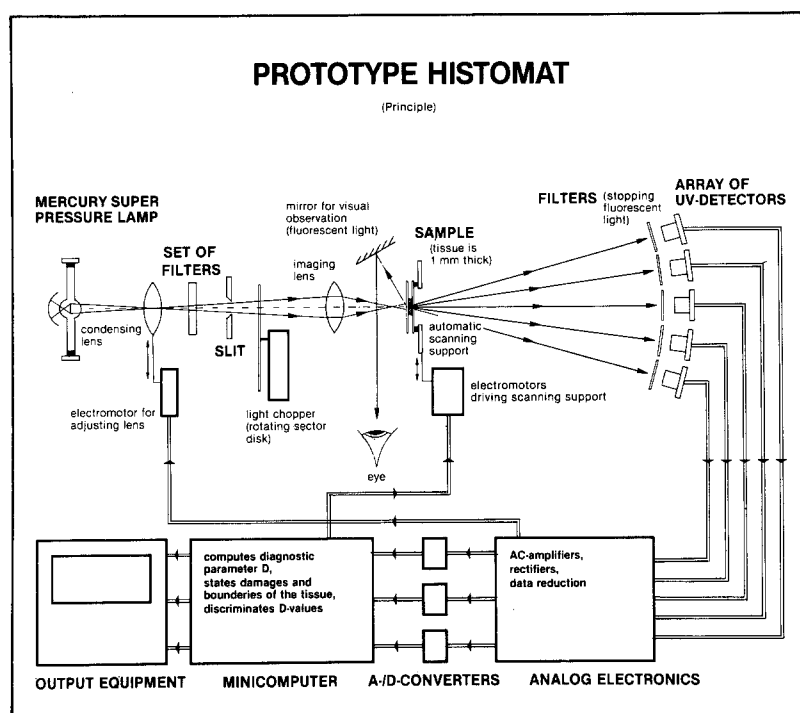 PROTOTYPE HISTOMAT
(Principle)
MERCURY SUPER
PRESSURE LAMP
SET OF
FILTERS
mirror for visual
observation
(fluorescent light)
imaging
lens
SAMPLE
(tissue is
1 mm thick)
FILTERS (stopping
fluorescent
light)
ARRAY OF
UV-DETECTORS
condensing
lens
SLIT
automatic
scanning
support
electromotor for
adjusting lens
light chopper
(rotating sector
disk)
electromotors
driving scanning support
eye
computes diagnostic
parameter D,
states damages and
bounderies of the tissue,
discriminates D-values
AC-amplifiers,
rectifiers,
data reduction
OUTPUT EQUIPMENT
MINICOMPUTER
A-/D-CONVERTERS
ANALOG ELECTRONICS